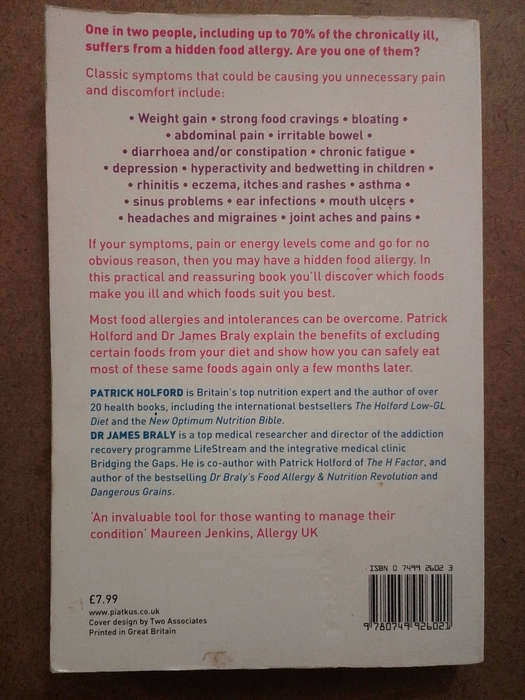 One in two people, including up to 70% of the chronically ill,
suffers from a hidden food allergy. Are you one of them?
Classic symptoms that could be causing you unnecessary pain
and discomfort include:
• Weight gain • strong food cravings • bloating •
• abdominal pain • irritable bowel •
• diarrhoea and/or constipation • chronic fatigue •
• depression • hyperactivity and bedwetting in children •
• rhinitis • eczema, itches and rashes • asthma •
• sinus problems • ear infections • mouth ulcers •
• headaches and migraines • joint aches and pains •
If your symptoms, pain or energy levels come and go for no
obvious reason, then you may have a hidden food allergy. In
this practical and reassuring book you'll discover which foods
make you ill and which foods suit you best.
Most food allergies and intolerances can be overcome. Patrick
Holford and Dr James Braly explain the benefits of excluding
certain foods from your diet and show how you can safely eat
most of these same foods again only a few months later.
PATRICK HOLFORD is Britain's top nutrition expert and the author of over
20 health books, including the international bestsellers The Holford Low-GL
Diet and the New Optimum Nutrition Bible.
DR JAMES BRALY is a top medical researcher and director of the addiction
recovery programme LifeStream and the integrative medical clinic
Bridging the Gaps. He is co-author with Patrick Holford of The H Factor, and
author of the bestselling Dr Braly's Food Allergy & Nutrition Revolution and
Dangerous Grains.
'An invaluable tool for those wanting to manage their
condition' Maureen Jenkins, Allergy UK
ISBN 0 7499 2602 3
£7.99
www.piatkus.co.uk
Cover design by Two Associates
Printed in Great Britain
9 780749 926021